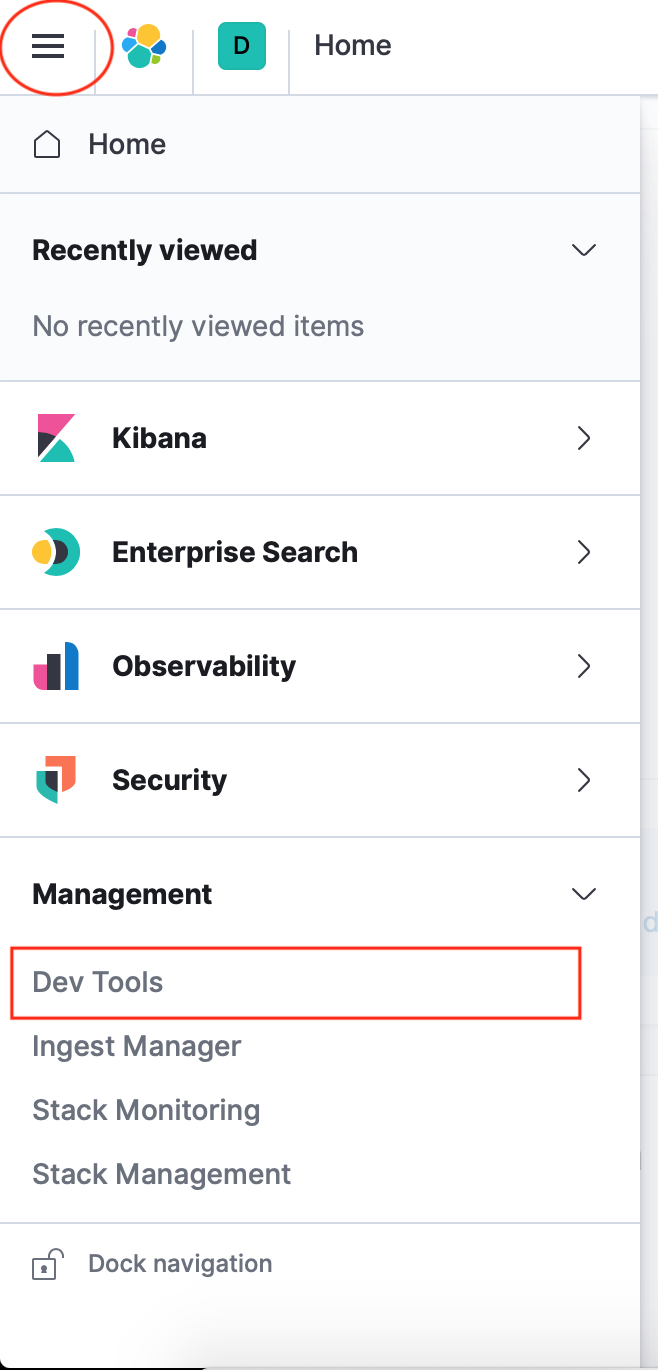 D
Home
Home
Recently viewed
No recently viewed items
Kibana
Enterprise Search
Observability
Security
Management
Dev Tools
Ingest Manager
Stack Monitoring
Stack Management
Dock navigation